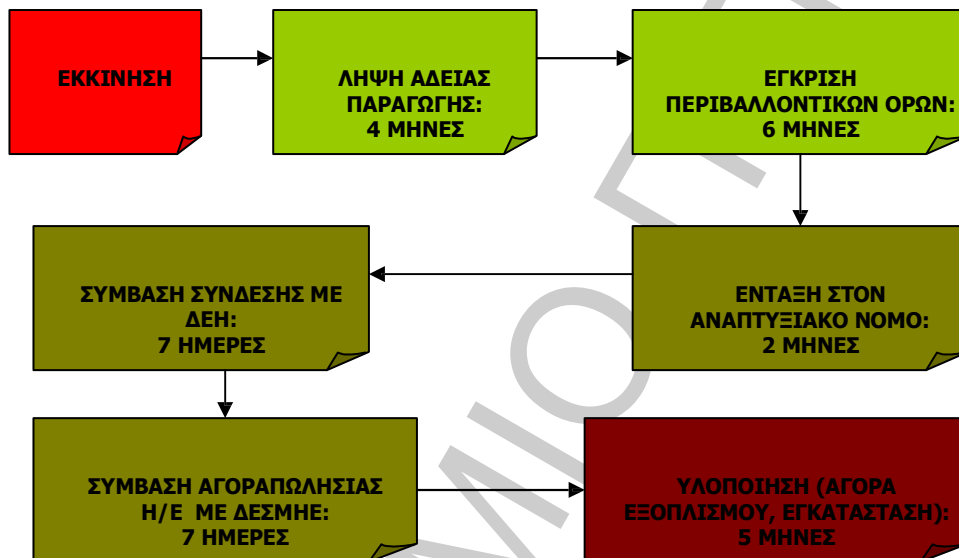 ΕΚΚΙΝΗΣΗ
ΛΗΨΗ ΑΔΕΙΑΣ
ΠΑΡΑΓΩΓΗΣ:
4 ΜΗΝΕΣ
ΕΓΚΡΙΣΗ
ΠΕΡΙΒΑΛΛΟΝΤΙΚΩΝ ΟΡΩΝ:
6 ΜΗΝΕΣ
ΕΝΤΑΞΗ ΣΤΟΝ
ΑΝΑΠΤΥΞΙΑΚΟ ΝΟΜΟ:
2 ΜΗΝΕΣ
ΣΥΜΒΑΣΗ ΣΥΝΔΕΣΗΣ ΜΕ
ΔΕΗ:
7 ΗΜΕΡΕΣ
ΣΥΜΒΑΣΗ ΑΓΟΡΑΠΩΛΗΣΙΑΣ
Η/Ε ΜΕ ΔΕΣΜΗΕ:
7 ΗΜΕΡΕΣ
ΥΛΟΠΟΙΗΣΗ (ΑΓΟΡΑ
ΕΞΟΠΛΙΣΜΟΥ, ΕΓΚΑΤΑΣΤΑΣΗ):
5 ΜΗΝΕΣ